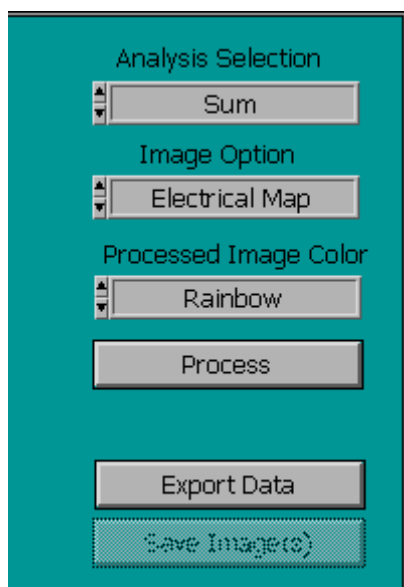 Analysis Selection
Sum
Image Option
Electrical Map
Processed Image Color
Rainbow
Process
Export Data
Save Image(s)